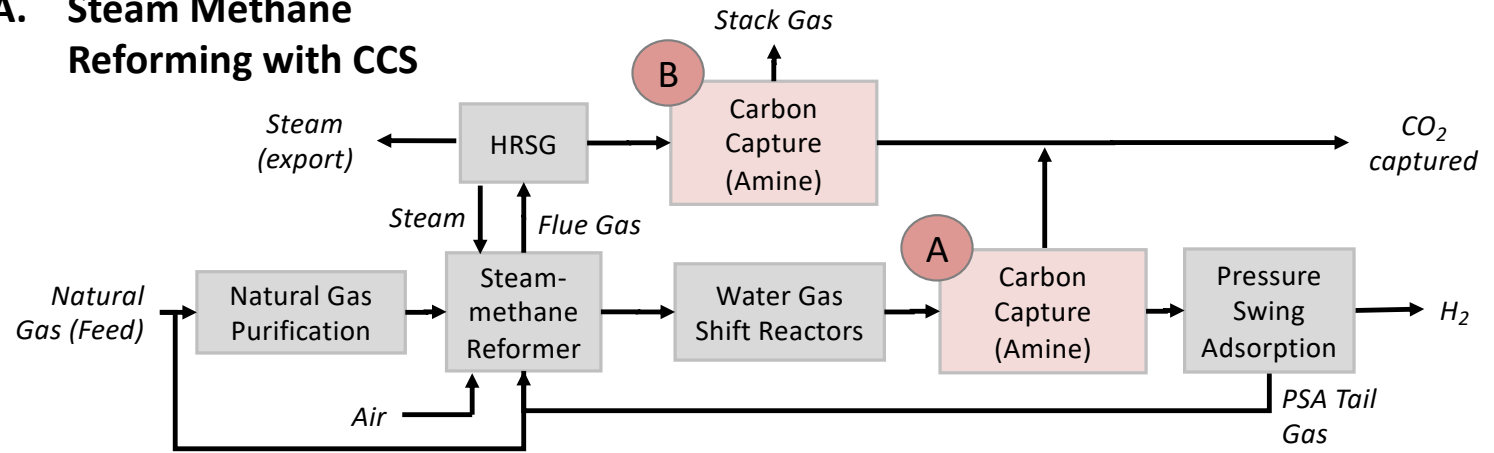 A. Steam Methane
Reforming with CCS
Stack Gas
B
Carbon
Capture
(Amine)
Steam
(export)
HRSG
CO2
captured
Steam
Flue Gas
A
Natural
Gas (Feed)
Natural Gas
Purification
Steam-
methane
Reformer
Water Gas
Shift Reactors
Carbon
Capture
(Amine)
Pressure
Swing
Adsorption
H2
Air
PSA Tail
Gas